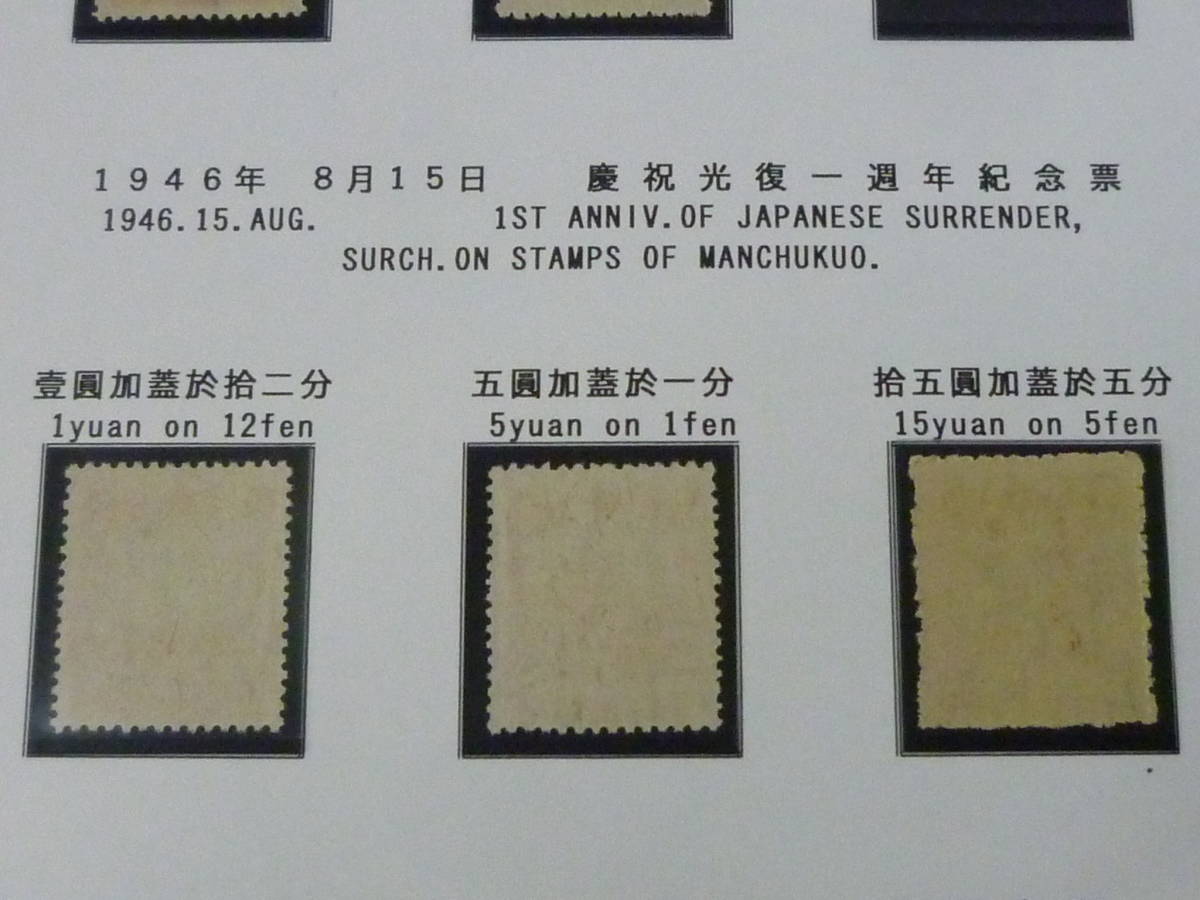 １９４６年　８月１５日　　慶祝光復一週年紀念票
1946.15.AUG. 1ST ANNIV.OF JAPANESE SURRENDER,
SURCH.ON STAMPS OF MANCHUKUO.
壹圓加蓋於拾二分
1yuan on 12fen
五圓加蓋於一分
5yuan on 1fen
拾五圓加蓋於五分
15yuan on 5fen